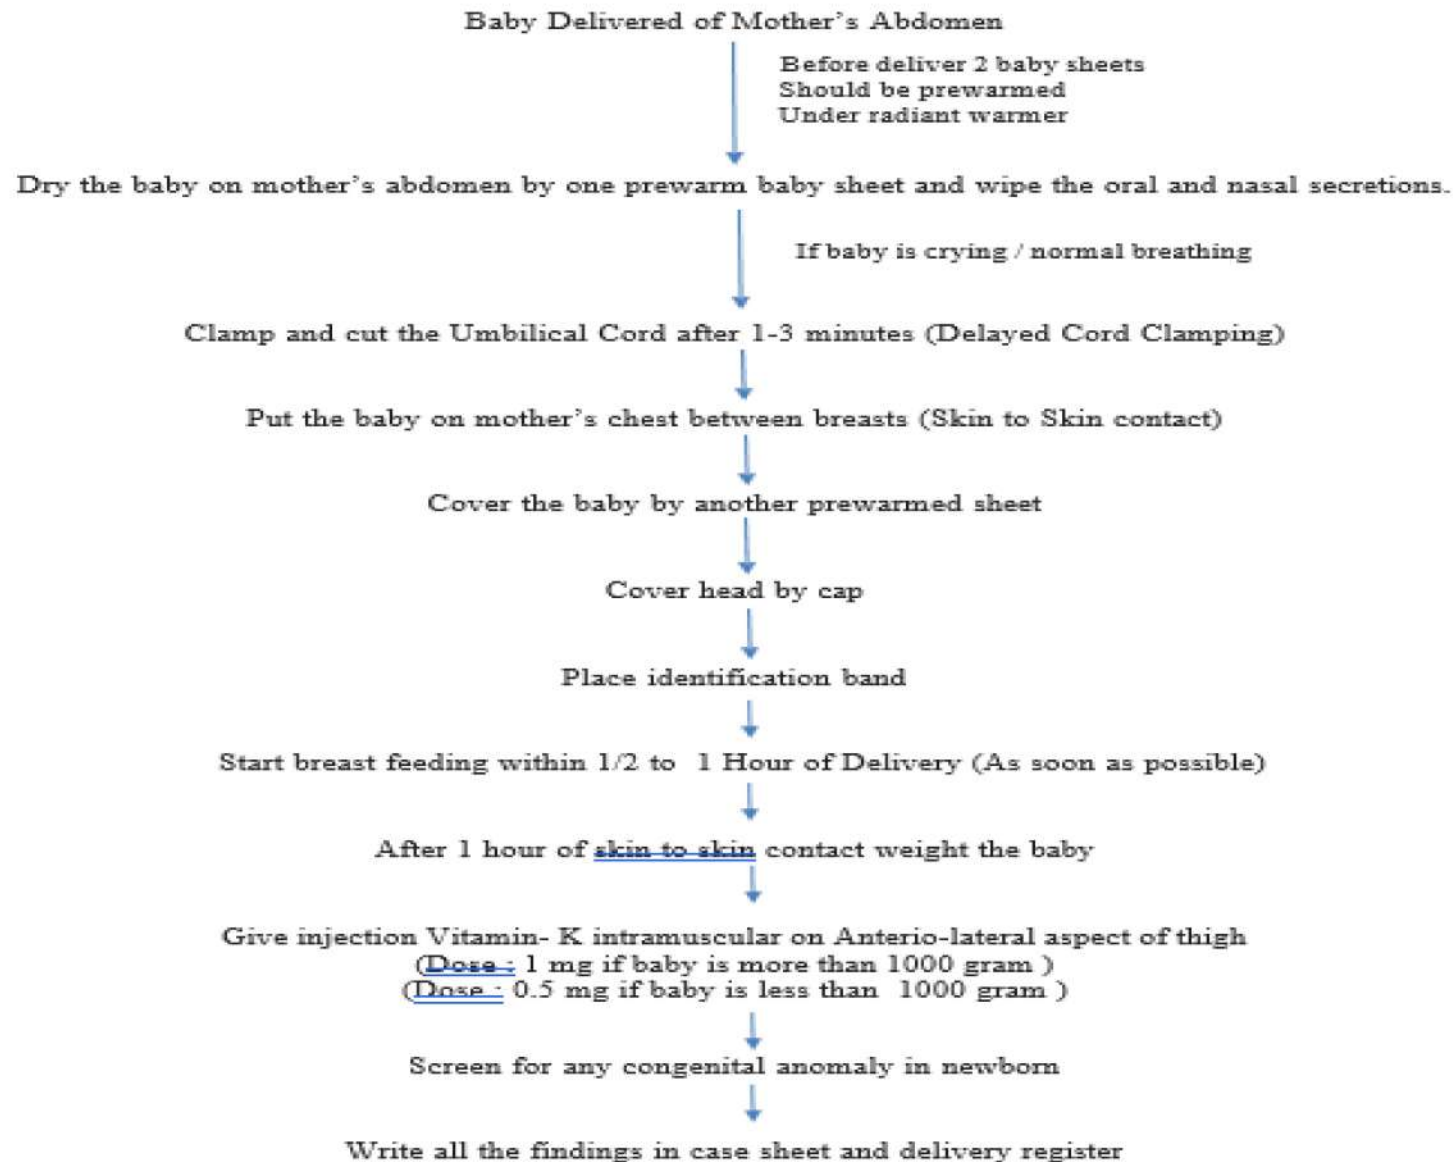 Baby Delivered of Mother's Abdomen
Before deliver 2 baby sheets
Should be prewarmed
Under radiant warmer
Dry the baby on mother's abdomen by one prewarm baby sheet and wipe the oral and nasal secretions.
If baby is crying / normal breathing
Clamp and cut the Umbilical Cord after 1-3 minutes (Delayed Cord Clamping)
Put the baby on mother's chest between breasts (Skin to Skin contact)
Cover the baby by another prewarmed sheet
Cover head by cap
Place identification band
Start breast feeding within 1/2 to 1 Hour of Delivery (As soon as possible)
After 1 hour of skin to skin contact weight the baby
Give injection Vitamin- K intramuscular on Anterio-lateral aspect of thigh
(Dose : 1 mg if baby is more than 1000 gram )
(Dose : 0.5 mg if baby is less than 1000 gram )
Screen for any congenital anomaly in newborn
Write all the findings in case sheet and delivery register